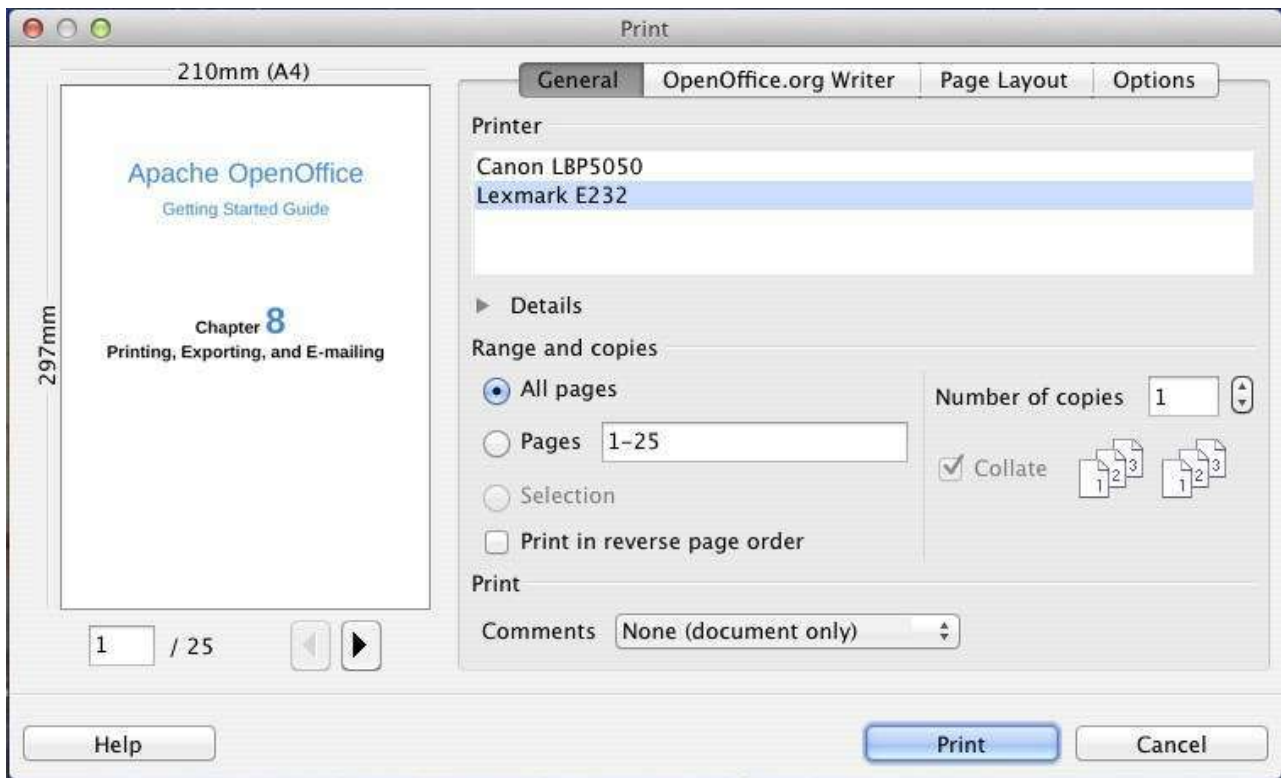 Print
210mm (A4)
297mm
Apache OpenOffice
Getting Started Guide
Chapter 8
Printing, Exporting, and E-mailing
1 / 25
General OpenOffice.org Writer Page Layout Options
Printer
Canon LBP5050
Lexmark E232
Details
Range and copies
All pages
Pages 1-25
Selection
Print in reverse page order
Number of copies 1
Collate 1 2 3 1 2 3
Print
Comments None (document only)
Help Print Cancel